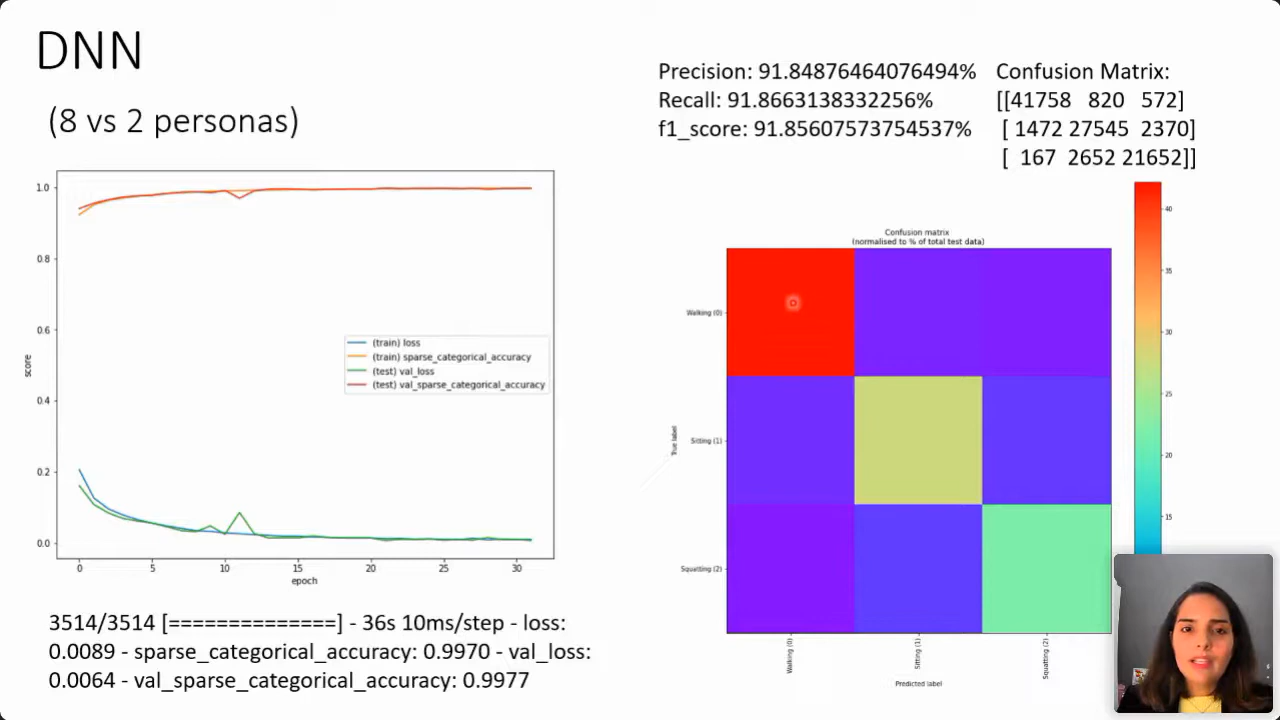 DNN
(8 vs 2 personas)
Precision: 91.84876464076494%
Recall: 91.8663138332256%
f1_score: 91.85607573754537%
Confusion Matrix:
[[41758 820 572]
[ 1472 27545 2370]
[ 167 2652 21652]]
1.0
0.8
0.6
0.4
0.2
0.0
score
(train) loss
(train) sparse_categorical_accuracy
(test) val_loss
(test) val_sparse_categorical_accuracy
0 5 10 15 20 25 30
epoch
3514/3514 [==============] - 36s 10ms/step - loss:
0.0089 - sparse_categorical_accuracy: 0.9970 - val_loss:
0.0064 - val_sparse_categorical_accuracy: 0.9977
Confusion matrix
(normalised to % of total test data)
True label
Walking (0)
Sitting (1)
Squatting (2)
Walking (0)
Sitting (1)
Squatting (2)
Predicted label
40
35
30
25
20
15